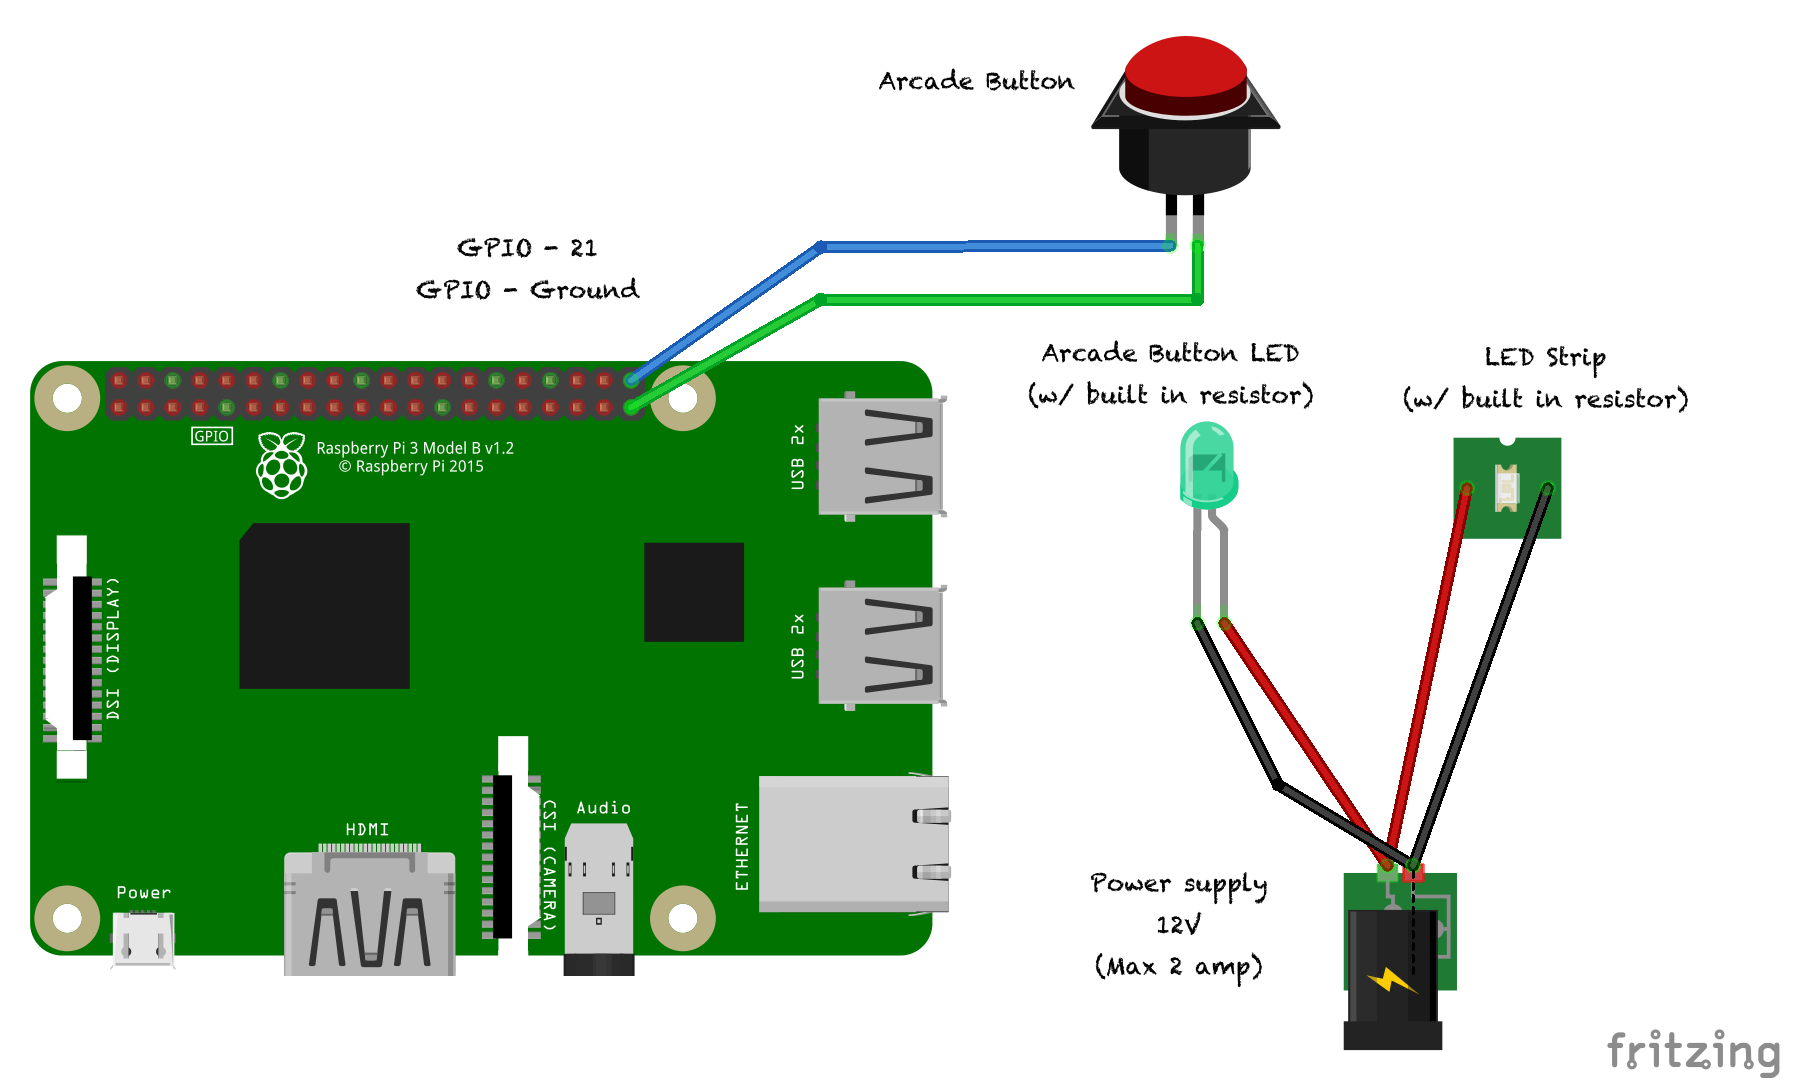 Arcade Button
GPIO - 21
GPIO - Ground
Arcade Button LED
(w/ built in resistor)
LED Strip
(w/ built in resistor)
GPIO
Raspberry Pi 3 Model B v1.2
© Raspberry Pi 2015
USB 2x
DSI (DISPLAY)
USB 2x
CSI (CAMERA)
Audio
ETHERNET
HDMI
Power
Power supply
12V
(Max 2 amp)
fritzing